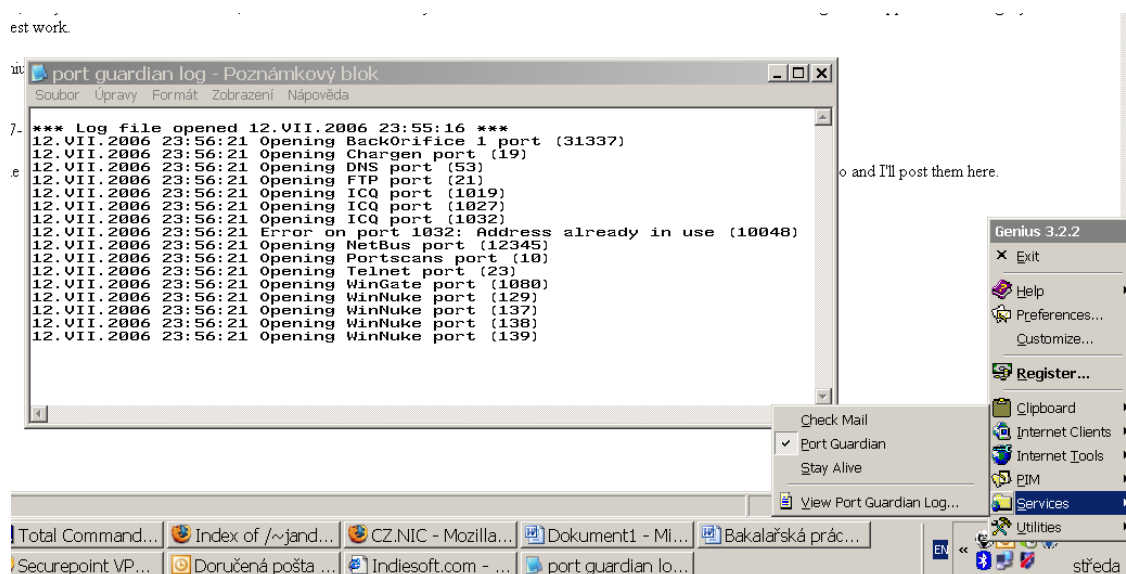 est work.
port guardian log - Poznámkový blok
Soubor Úpravy Formát Zobrazení Nápověda
*** Log file opened 12.VII.2006 23:55:16 ***
12.VII.2006 23:56:21 Opening BackOrifice 1 port (31337)
12.VII.2006 23:56:21 Opening Chargen port (19)
12.VII.2006 23:56:21 Opening DNS port (53)
12.VII.2006 23:56:21 Opening FTP port (21)
12.VII.2006 23:56:21 Opening ICQ port (1019)
12.VII.2006 23:56:21 Opening ICQ port (1027)
12.VII.2006 23:56:21 Opening ICQ port (1032)
12.VII.2006 23:56:21 Error on port 1032: Address already in use (10048)
12.VII.2006 23:56:21 Opening NetBus port (12345)
12.VII.2006 23:56:21 Opening Portscans port (10)
12.VII.2006 23:56:21 Opening Telnet port (23)
12.VII.2006 23:56:21 Opening WinGate port (1080)
12.VII.2006 23:56:21 Opening WinNuke port (129)
12.VII.2006 23:56:21 Opening WinNuke port (137)
12.VII.2006 23:56:21 Opening WinNuke port (138)
12.VII.2006 23:56:21 Opening WinNuke port (139)
o and I'll post them here.
Genius 3.2.2
Exit
Help
Preferences...
Customize...
Register...
Clipboard
Internet Clients
Internet Tools
PIM
Services
Utilities
Check Mail
Port Guardian
Stay Alive
View Port Guardian Log...
Total Command...
Index of /~jand...
CZ.NIC - Mozilla...
Dokument1 - Mi...
Bakalařská prác...
Securepoint VP...
Doručená pošta ...
Indiesoft.com - ...
port guardian lo...
EN
«
středa